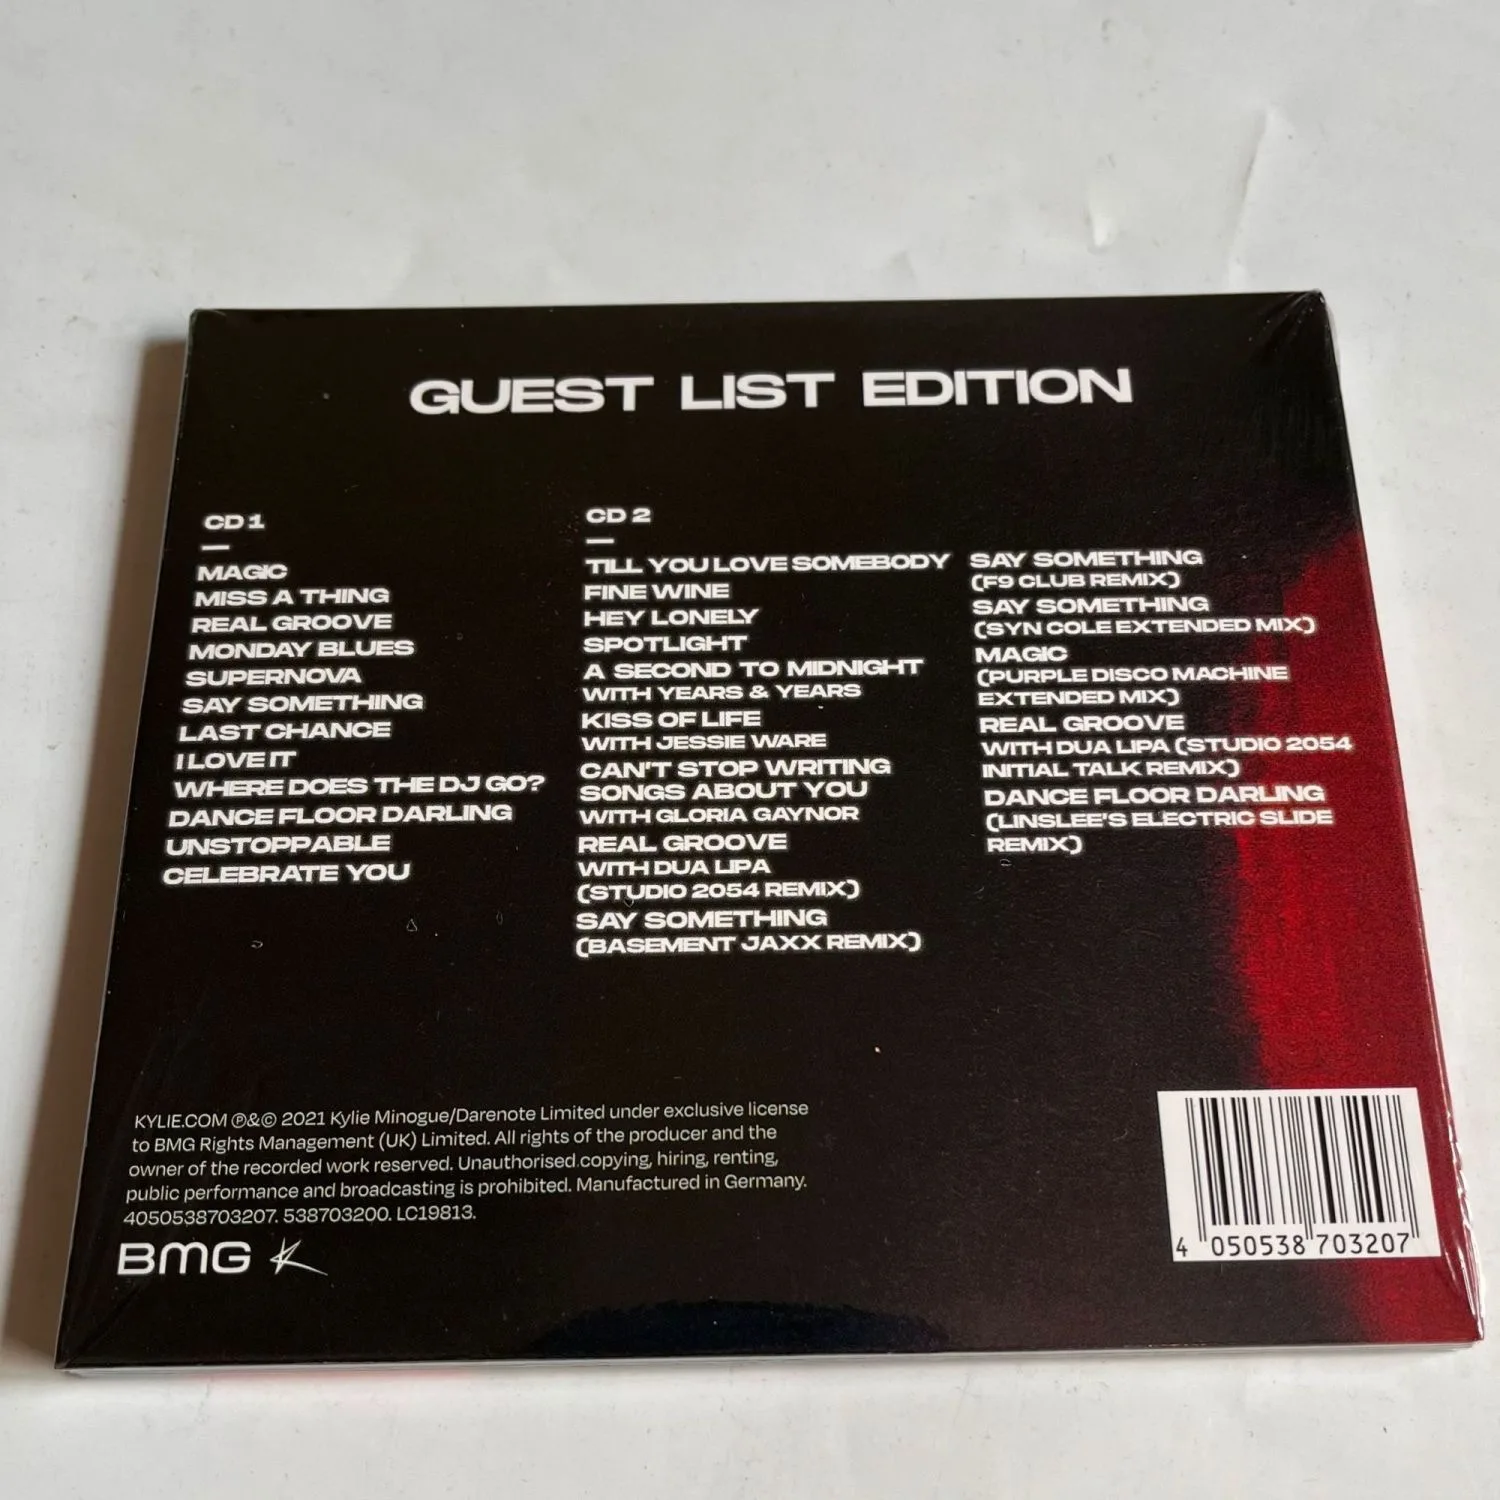 GUEST LIST EDITION
CD 1
MAGIC
MISS A THING
REAL GROOVE
MONDAY BLUES
SUPERNOVA
SAY SOMETHING
LAST CHANCE
I LOVE IT
WHERE DOES THE DJ GO?
DANCE FLOOR DARLING
UNSTOPPABLE
CELEBRATE YOU
CD 2
TILL YOU LOVE SOMEBODY
FINE WINE
HEY LONELY
SPOTLIGHT
A SECOND TO MIDNIGHT
WITH YEARS & YEARS
KISS OF LIFE
WITH JESSIE WARE
CAN'T STOP WRITING
SONGS ABOUT YOU
WITH GLORIA GAYNOR
REAL GROOVE
WITH DUA LIPA
(STUDIO 2054 REMIX)
SAY SOMETHING
(BASEMENT JAXX REMIX)
SAY SOMETHING
(F9 CLUB REMIX)
SAY SOMETHING
(SYN COLE EXTENDED MIX)
MAGIC
(PURPLE DISCO MACHINE
EXTENDED MIX)
REAL GROOVE
WITH DUA LIPA (STUDIO 2054
INITIAL TALK REMIX)
DANCE FLOOR DARLING
(LINSLEE'S ELECTRIC SLIDE
REMIX)
KYLIE.COM ℗&© 2021 Kylie Minogue/Darenote Limited under exclusive license
to BMG Rights Management (UK) Limited. All rights of the producer and the
owner of the recorded work reserved. Unauthorised copying, hiring, renting,
public performance and broadcasting is prohibited. Manufactured in Germany.
4050538703207. 538703200. LC19813.
BMG K
4 050538 703207